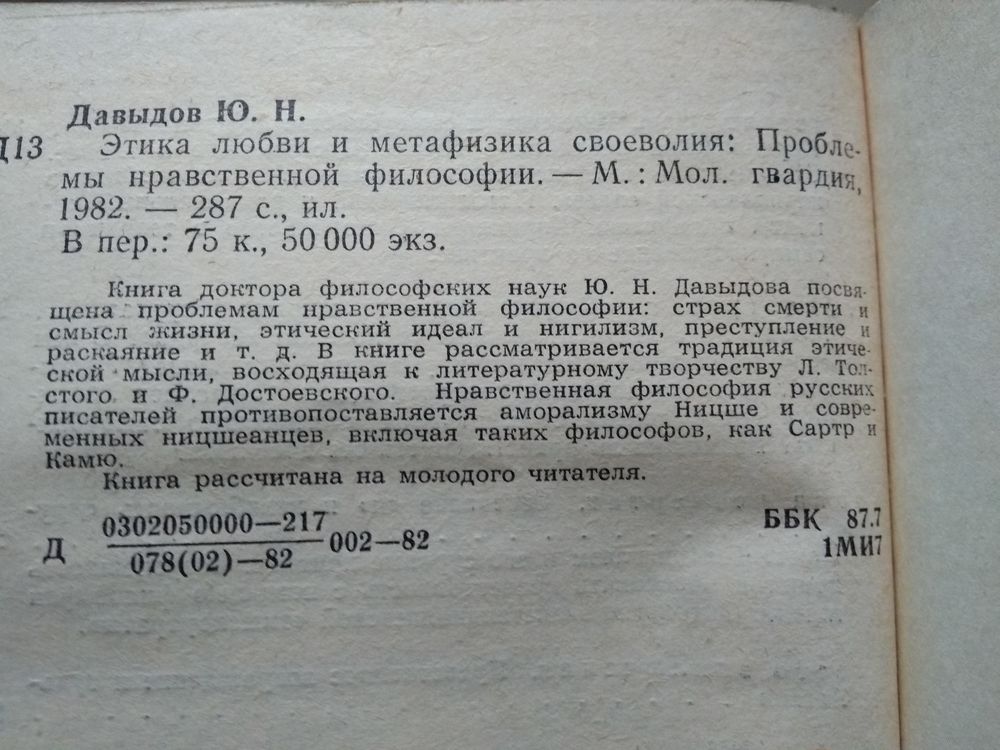 Давыдов Ю. Н.
Д13 Этика любви и метафизика своеволия: Пробле-
мы нравственной философии. — М. : Мол. гвардия,
1982. — 287 с., ил.
В пер.: 75 к., 50 000 экз.
Книга доктора философских наук Ю. Н. Давыдова посвя-
щена проблемам нравственной философии: страх смерти и
смысл жизни, этический идеал и нигилизм, преступление и
раскаяние и т. д. В книге рассматривается традиция этиче-
ской мысли, восходящая к литературному творчеству Л. Тол-
стого и Ф. Достоевского. Нравственная философия русских
писателей противопоставляется аморализму Ницше и совре-
менных ницшеанцев, включая таких философов, как Сартр и
Камю.
Книга рассчитана на молодого читателя.
0302050000—217
Д 078(02)—82 002—82
ББК 87.7
1МИ7